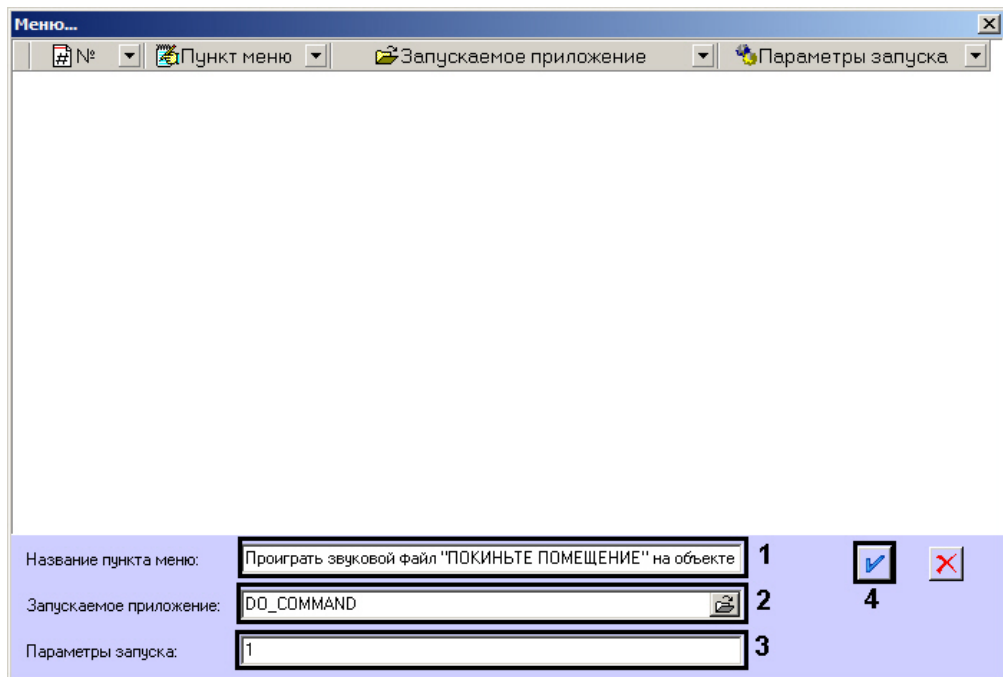 Меню...
№ Пункт меню Запускаемое приложение Параметры запуска
Название пункта меню: Проиграть звуковой файл "ПОКИНЬТЕ ПОМЕЩЕНИЕ" на объекте 1
4
Запускаемое приложение: DO_COMMAND 2
Параметры запуска: 1 3